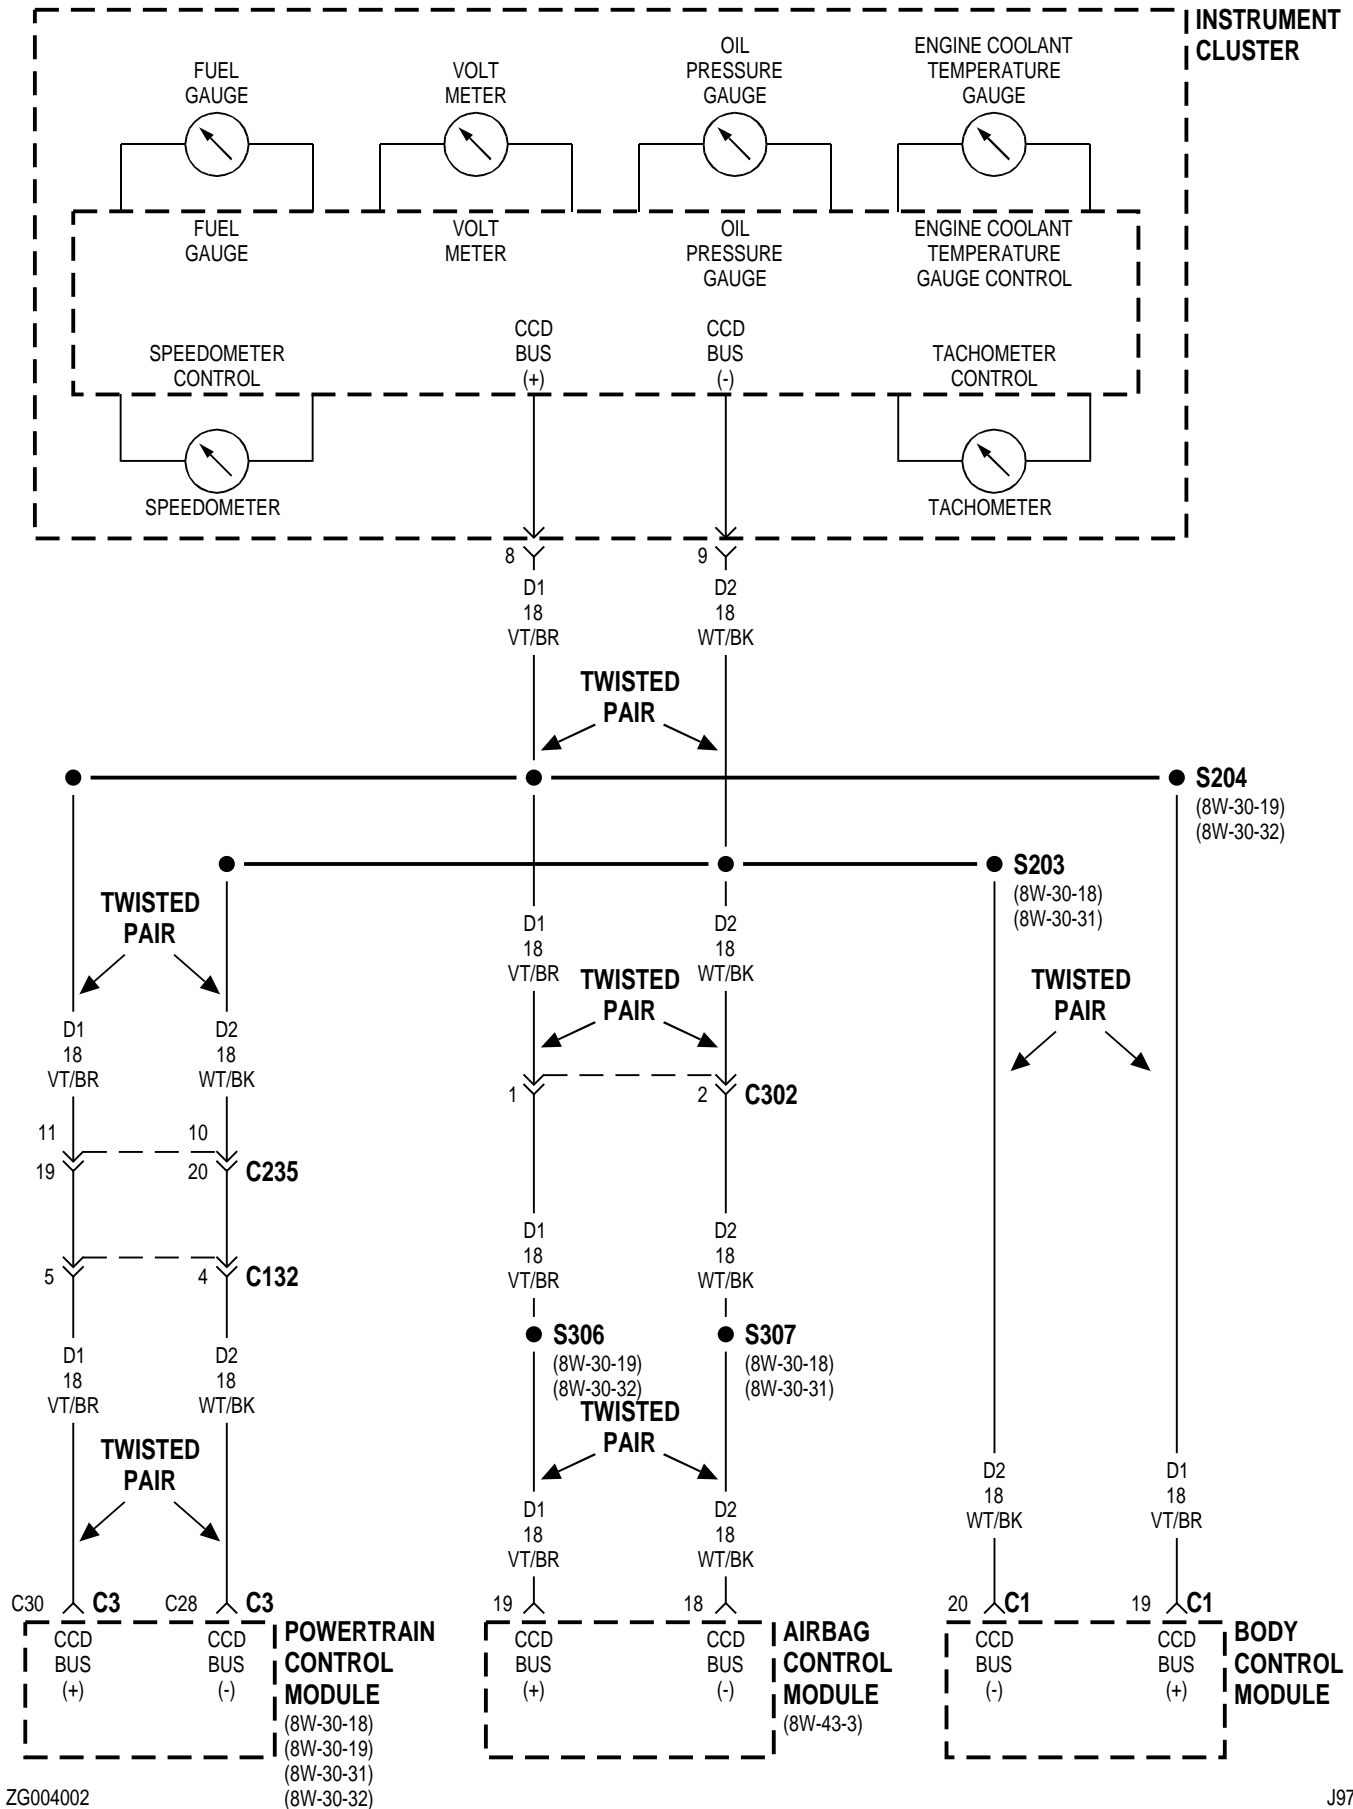 INSTRUMENT
CLUSTER
FUEL
GAUGE
VOLT
METER
OIL
PRESSURE
GAUGE
ENGINE COOLANT
TEMPERATURE
GAUGE
FUEL
GAUGE
VOLT
METER
OIL
PRESSURE
GAUGE
ENGINE COOLANT
TEMPERATURE
GAUGE CONTROL
SPEEDOMETER
CONTROL
CCD
BUS
(+)
CCD
BUS
(-)
TACHOMETER
CONTROL
SPEEDOMETER
TACHOMETER
8
9
D1
18
VT/BR
D2
18
WT/BK
TWISTED
PAIR
S204
(8W-30-19)
(8W-30-32)
S203
(8W-30-18)
(8W-30-31)
TWISTED
PAIR
D1
18
VT/BR
D2
18
WT/BK
TWISTED
PAIR
TWISTED
PAIR
D1
18
VT/BR
D2
18
WT/BK
1
2
C302
11
10
19
20
C235
5
4
C132
D1
18
VT/BR
D2
18
WT/BK
S306
(8W-30-19)
(8W-30-32)
S307
(8W-30-18)
(8W-30-31)
D1
18
VT/BR
D2
18
WT/BK
TWISTED
PAIR
TWISTED
PAIR
D1
18
VT/BR
D2
18
WT/BK
D2
18
WT/BK
D1
18
VT/BR
C30
C3
C28
C3
19
18
20
C1
19
C1
CCD
BUS
(+)
CCD
BUS
(-)
POWERTRAIN
CONTROL
MODULE
(8W-30-18)
(8W-30-19)
(8W-30-31)
(8W-30-32)
CCD
BUS
(+)
CCD
BUS
(-)
AIRBAG
CONTROL
MODULE
(8W-43-3)
CCD
BUS
(-)
CCD
BUS
(+)
BODY
CONTROL
MODULE
ZG004002
J97